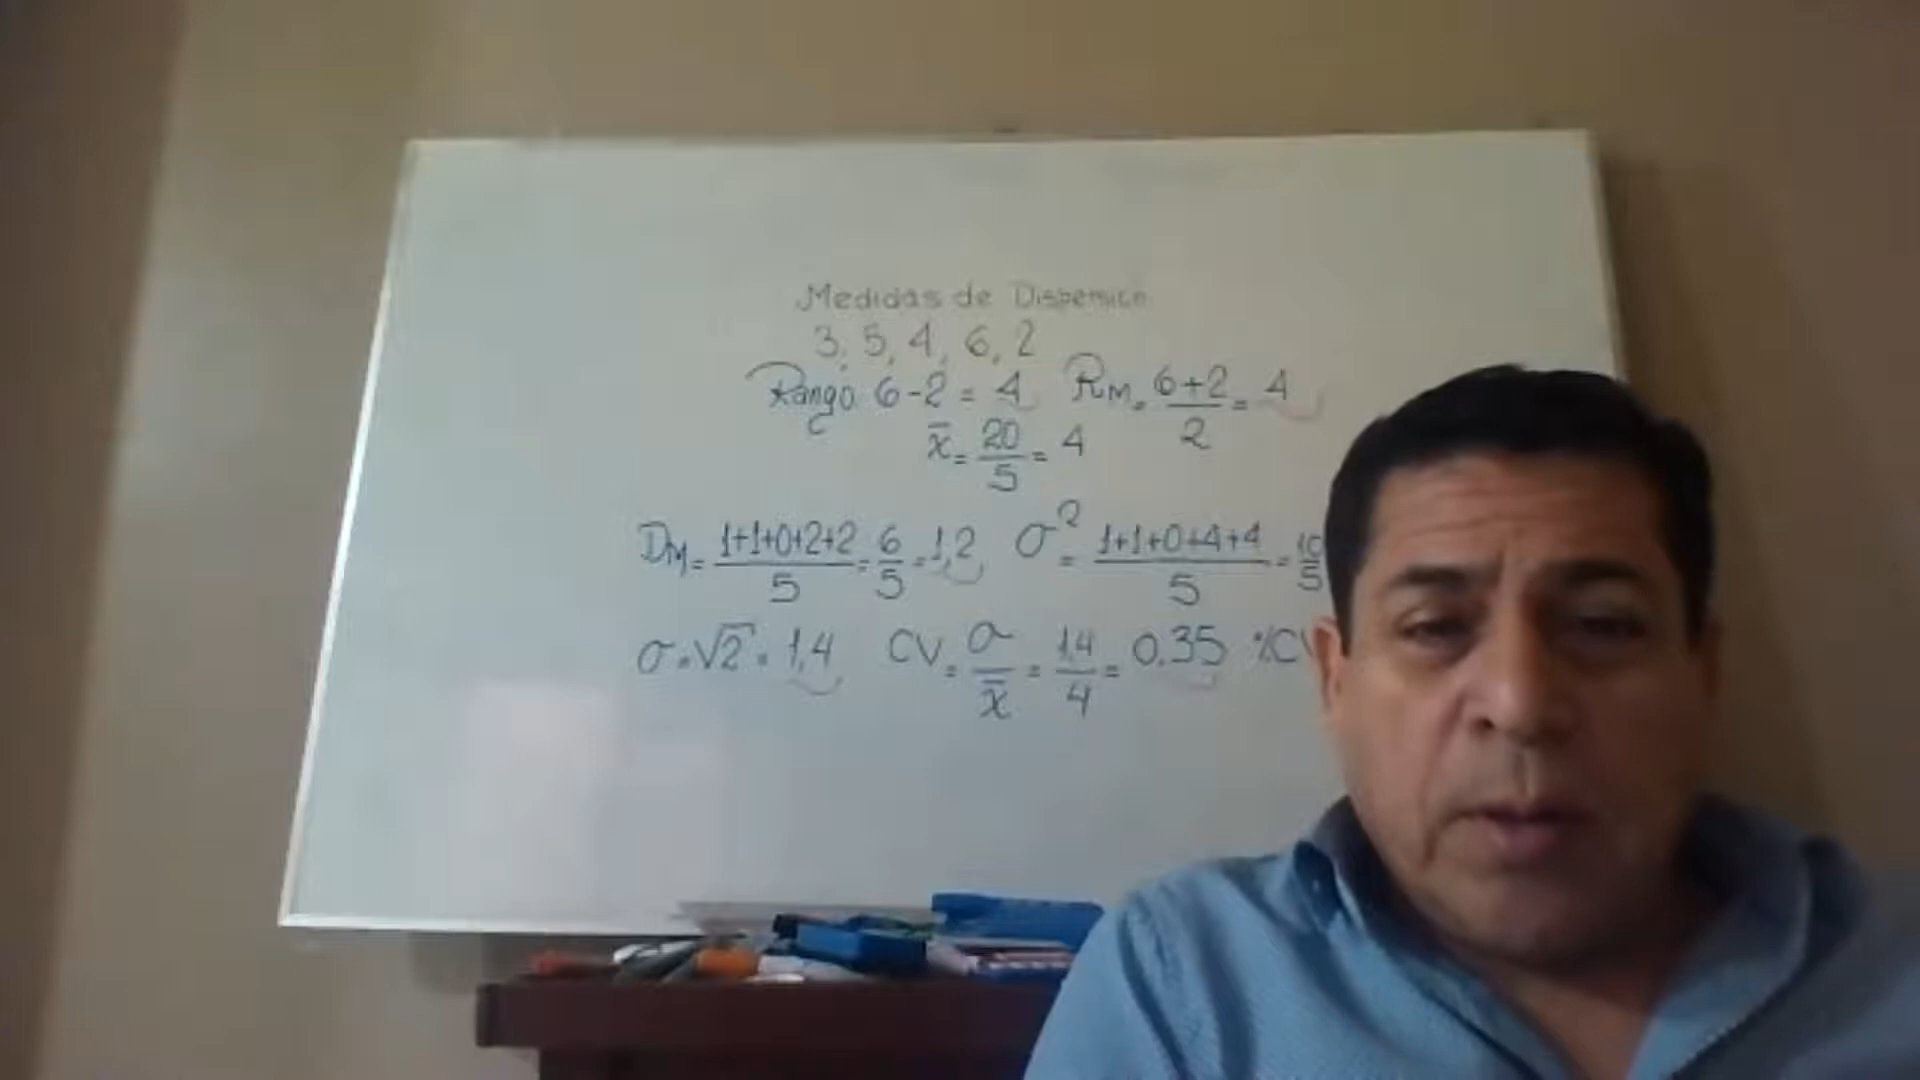 Medidas de Dispersión
3, 5, 4, 6, 2
Rango 6-2 = 4 RM = 6+2/2 = 4
x̄ = 20/5 = 4
DM = 1+1+0+2+2/5 = 6/5 = 1,2 σ² = 1+1+0+4+4/5 = 10/5
σ = √2 = 1,4 CV = σ/x̄ = 1,4/4 = 0.35 %CV